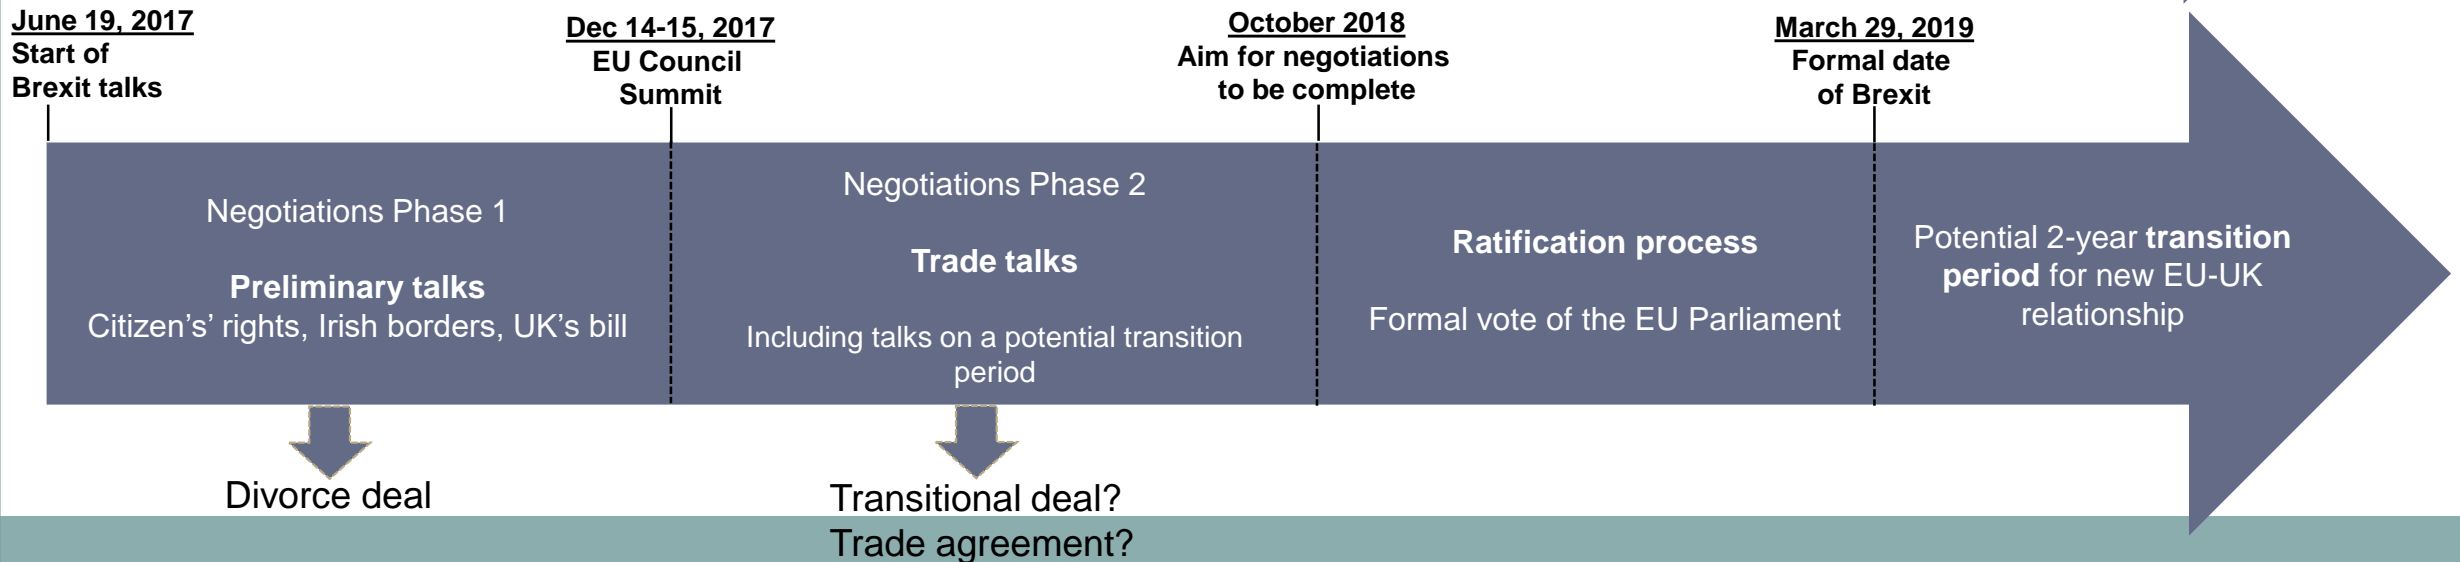 June 19, 2017
Start of
Brexit talks
Dec 14-15, 2017
EU Council
Summit
October 2018
Aim for negotiations
to be complete
March 29, 2019
Formal date
of Brexit
Negotiations Phase 1
Preliminary talks
Citizen's’ rights, Irish borders, UK’s bill
Negotiations Phase 2
Trade talks
Including talks on a potential transition
period
Ratification process
Formal vote of the EU Parliament
Potential 2-year transition
period for new EU-UK
relationship
Divorce deal
Transitional deal?
Trade agreement?